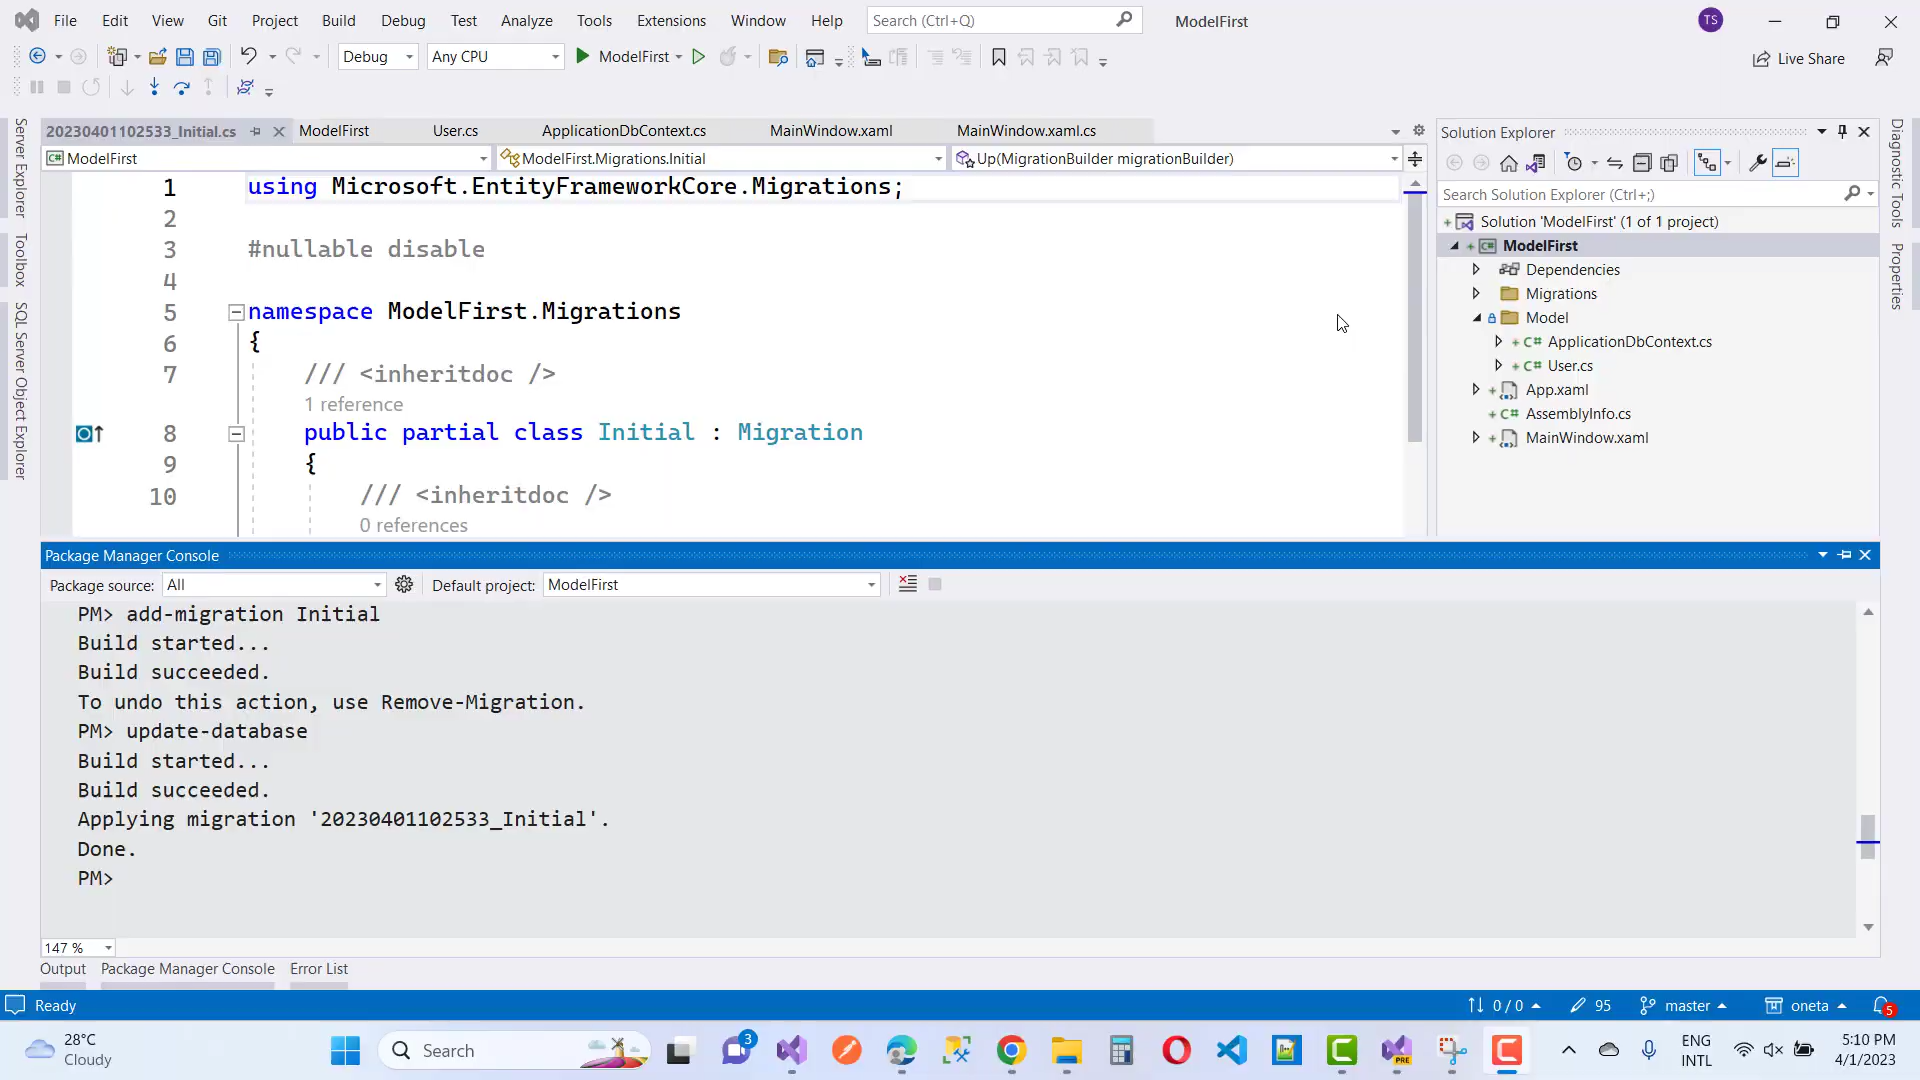 File Edit View Git Project Build Debug Test Analyze Tools Extensions Window Help Search (Ctrl+Q) ModelFirst TS
Debug Any CPU ModelFirst Live Share
20230401102533_Initial.cs ModelFirst User.cs ApplicationDbContext.cs MainWindow.xaml MainWindow.xaml.cs
ModelFirst ModelFirst.Migrations.Initial Up(MigrationBuilder migrationBuilder)
1 using Microsoft.EntityFrameworkCore.Migrations;
2
3 #nullable disable
4
5 namespace ModelFirst.Migrations
6 {
7 /// <inheritdoc />
1 reference
8 public partial class Initial : Migration
9 {
10 /// <inheritdoc />
0 references
Server Explorer
Toolbox
SQL Server Object Explorer
Solution Explorer
Search Solution Explorer (Ctrl+;)
Solution 'ModelFirst' (1 of 1 project)
ModelFirst
Dependencies
Migrations
Model
C# ApplicationDbContext.cs
C# User.cs
App.xaml
C# AssemblyInfo.cs
MainWindow.xaml
Diagnostic Tools
Properties
Package Manager Console
Package source: All Default project: ModelFirst
PM> add-migration Initial
Build started...
Build succeeded.
To undo this action, use Remove-Migration.
PM> update-database
Build started...
Build succeeded.
Applying migration '20230401102533_Initial'.
Done.
PM>
147 %
Output Package Manager Console Error List
Ready 0 / 0 95 master oneta 5
28°C
Cloudy
Search 3 PRE
ENG
INTL
5:10 PM
4/1/2023